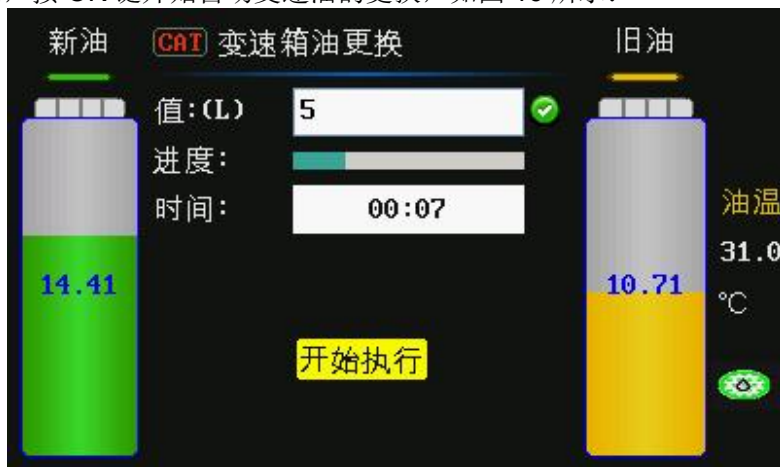 新油 CAT 变速箱油更换 旧油
值:(L) 5
进度:
时间: 00:07
油温
31.0
14.41 10.71
℃
开始执行